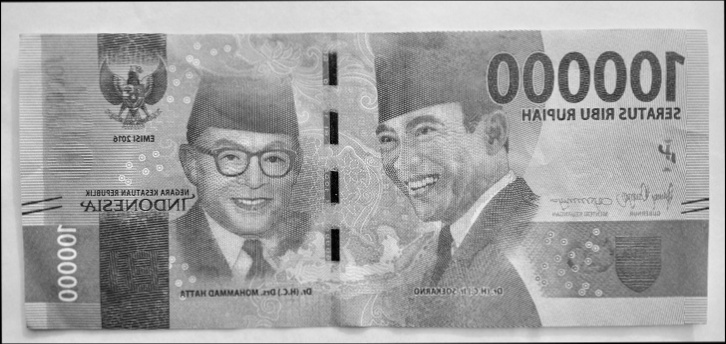 100000
SERATUS RIBU RUPIAH
EMISI 2016
NEGARA KESATUAN REPUBLIK
INDONESIA
GUBERNUR
MENTERI KEUANGAN
100000
Dr. (H.C.) Ir. SOEKARNO
Dr. (H.C.) Drs. MOHAMMAD HATTA